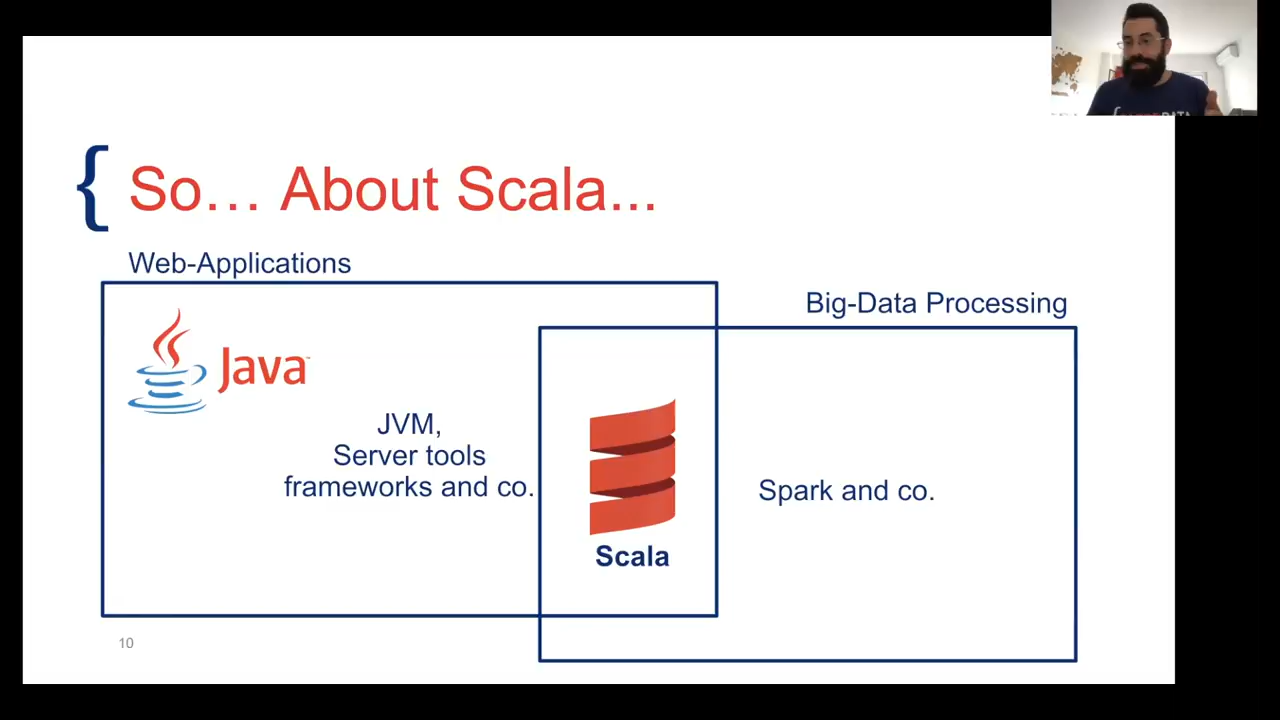 { So… About Scala...
Web-Applications
Big-Data Processing
Java
JVM,
Server tools
frameworks and co.
Spark and co.
Scala
10